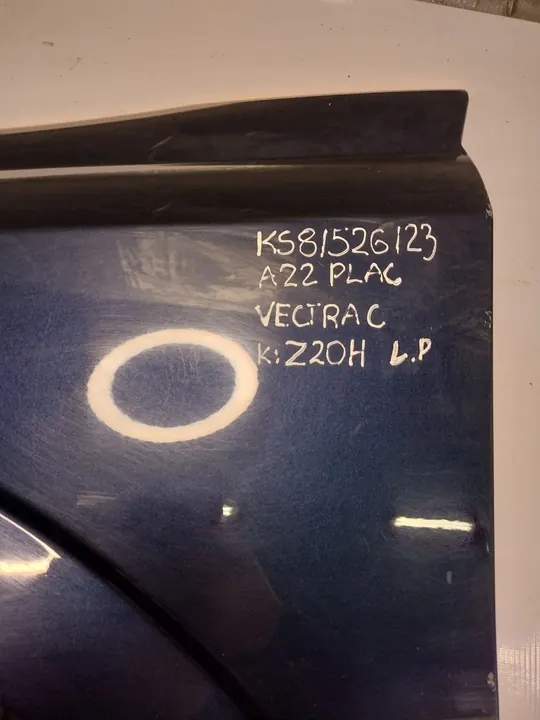 KS81526123
A22 PLAC
VECTRA C
K: Z20H L.P